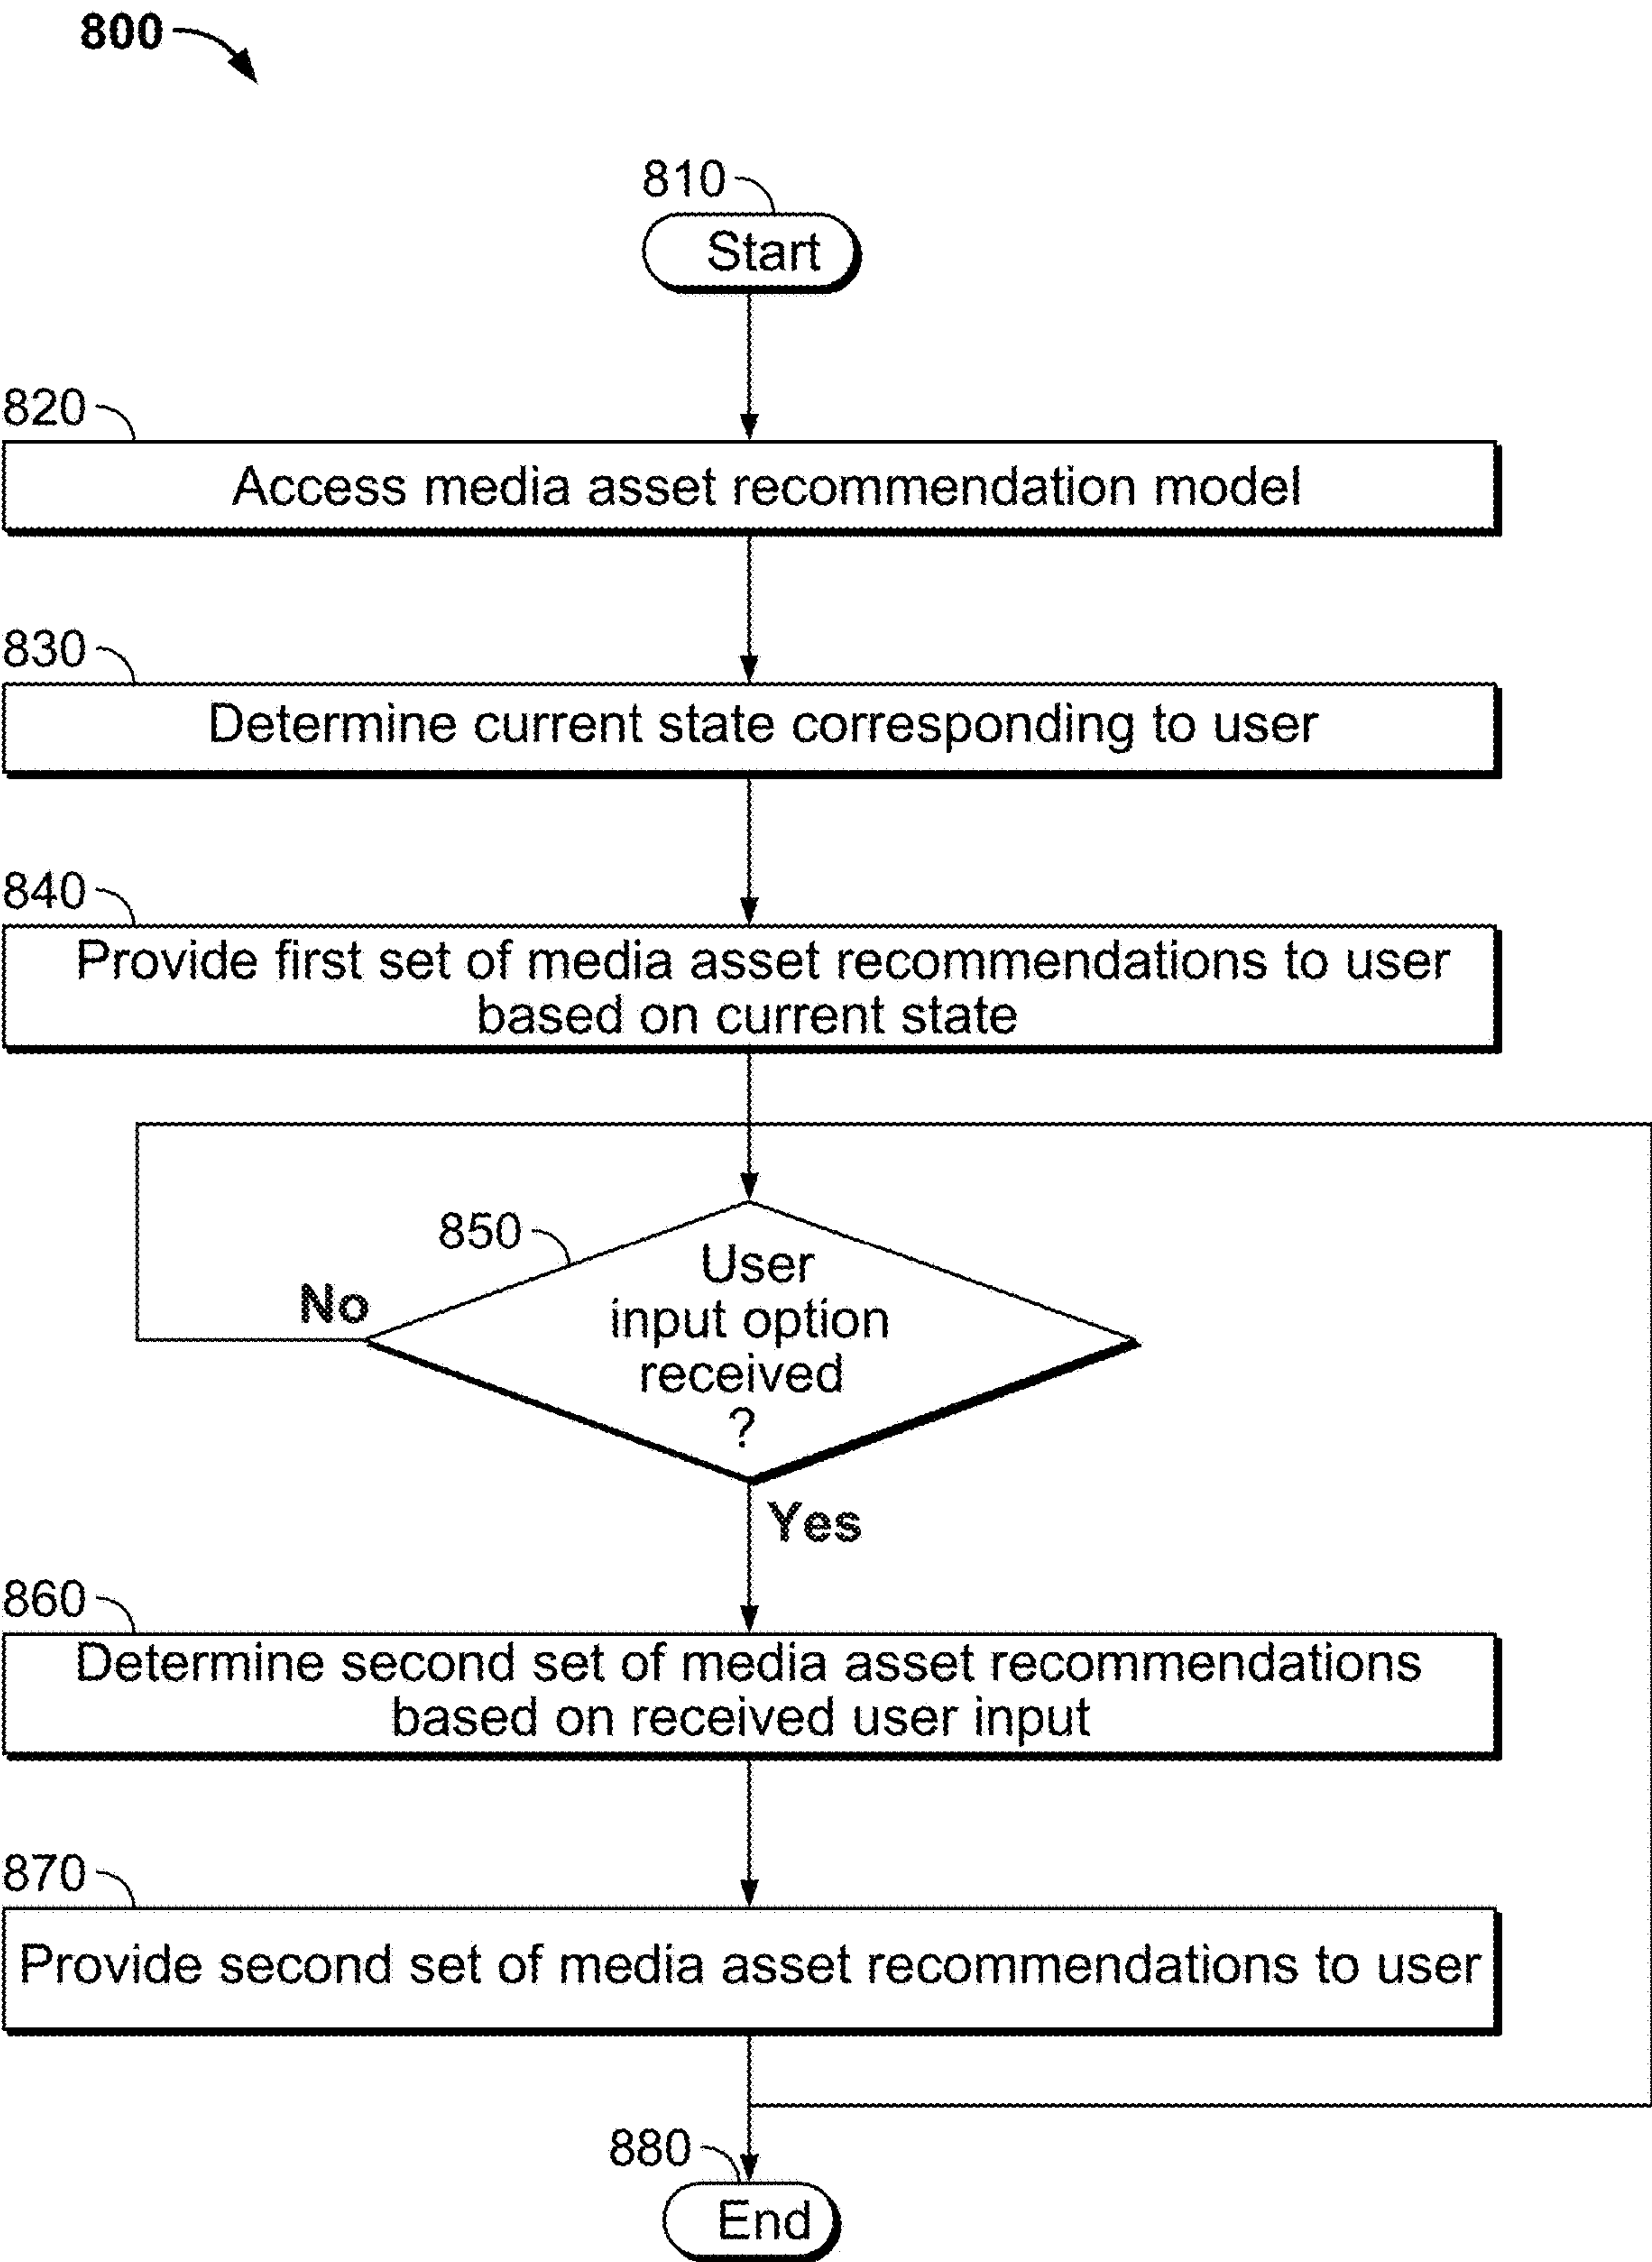 800
810
Start
820
Access media asset recommendation model
830
Determine current state corresponding to user
840
Provide first set of media asset recommendations to user
based on current state
850
User
input option
received
?
No
Yes
860
Determine second set of media asset recommendations
based on received user input
870
Provide second set of media asset recommendations to user
880
End